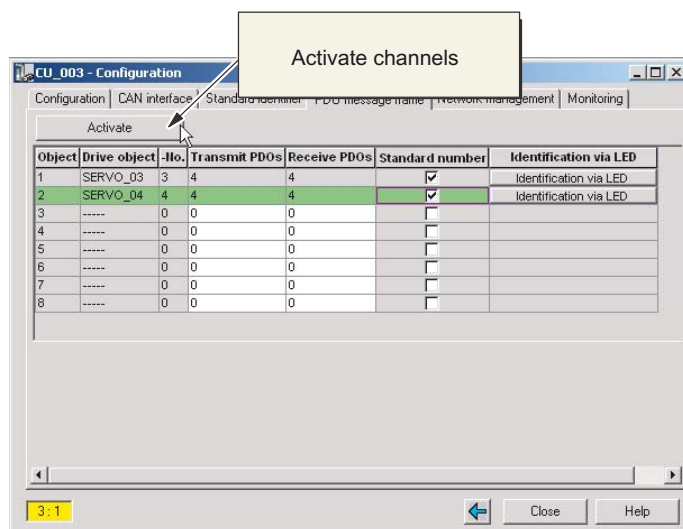 Activate channels
CU_003 - Configuration
Configuration CAN interface Standard identifier PDO message frame Network management Monitoring
Activate
Object Drive object -No. Transmit PDOs Receive PDOs Standard number Identification via LED
1 SERVO_03 3 4 4 Identification via LED
2 SERVO_04 4 4 4 Identification via LED
3 ----- 0 0 0
4 ----- 0 0 0
5 ----- 0 0 0
6 ----- 0 0 0
7 ----- 0 0 0
8 ----- 0 0 0
3 : 1 Close Help